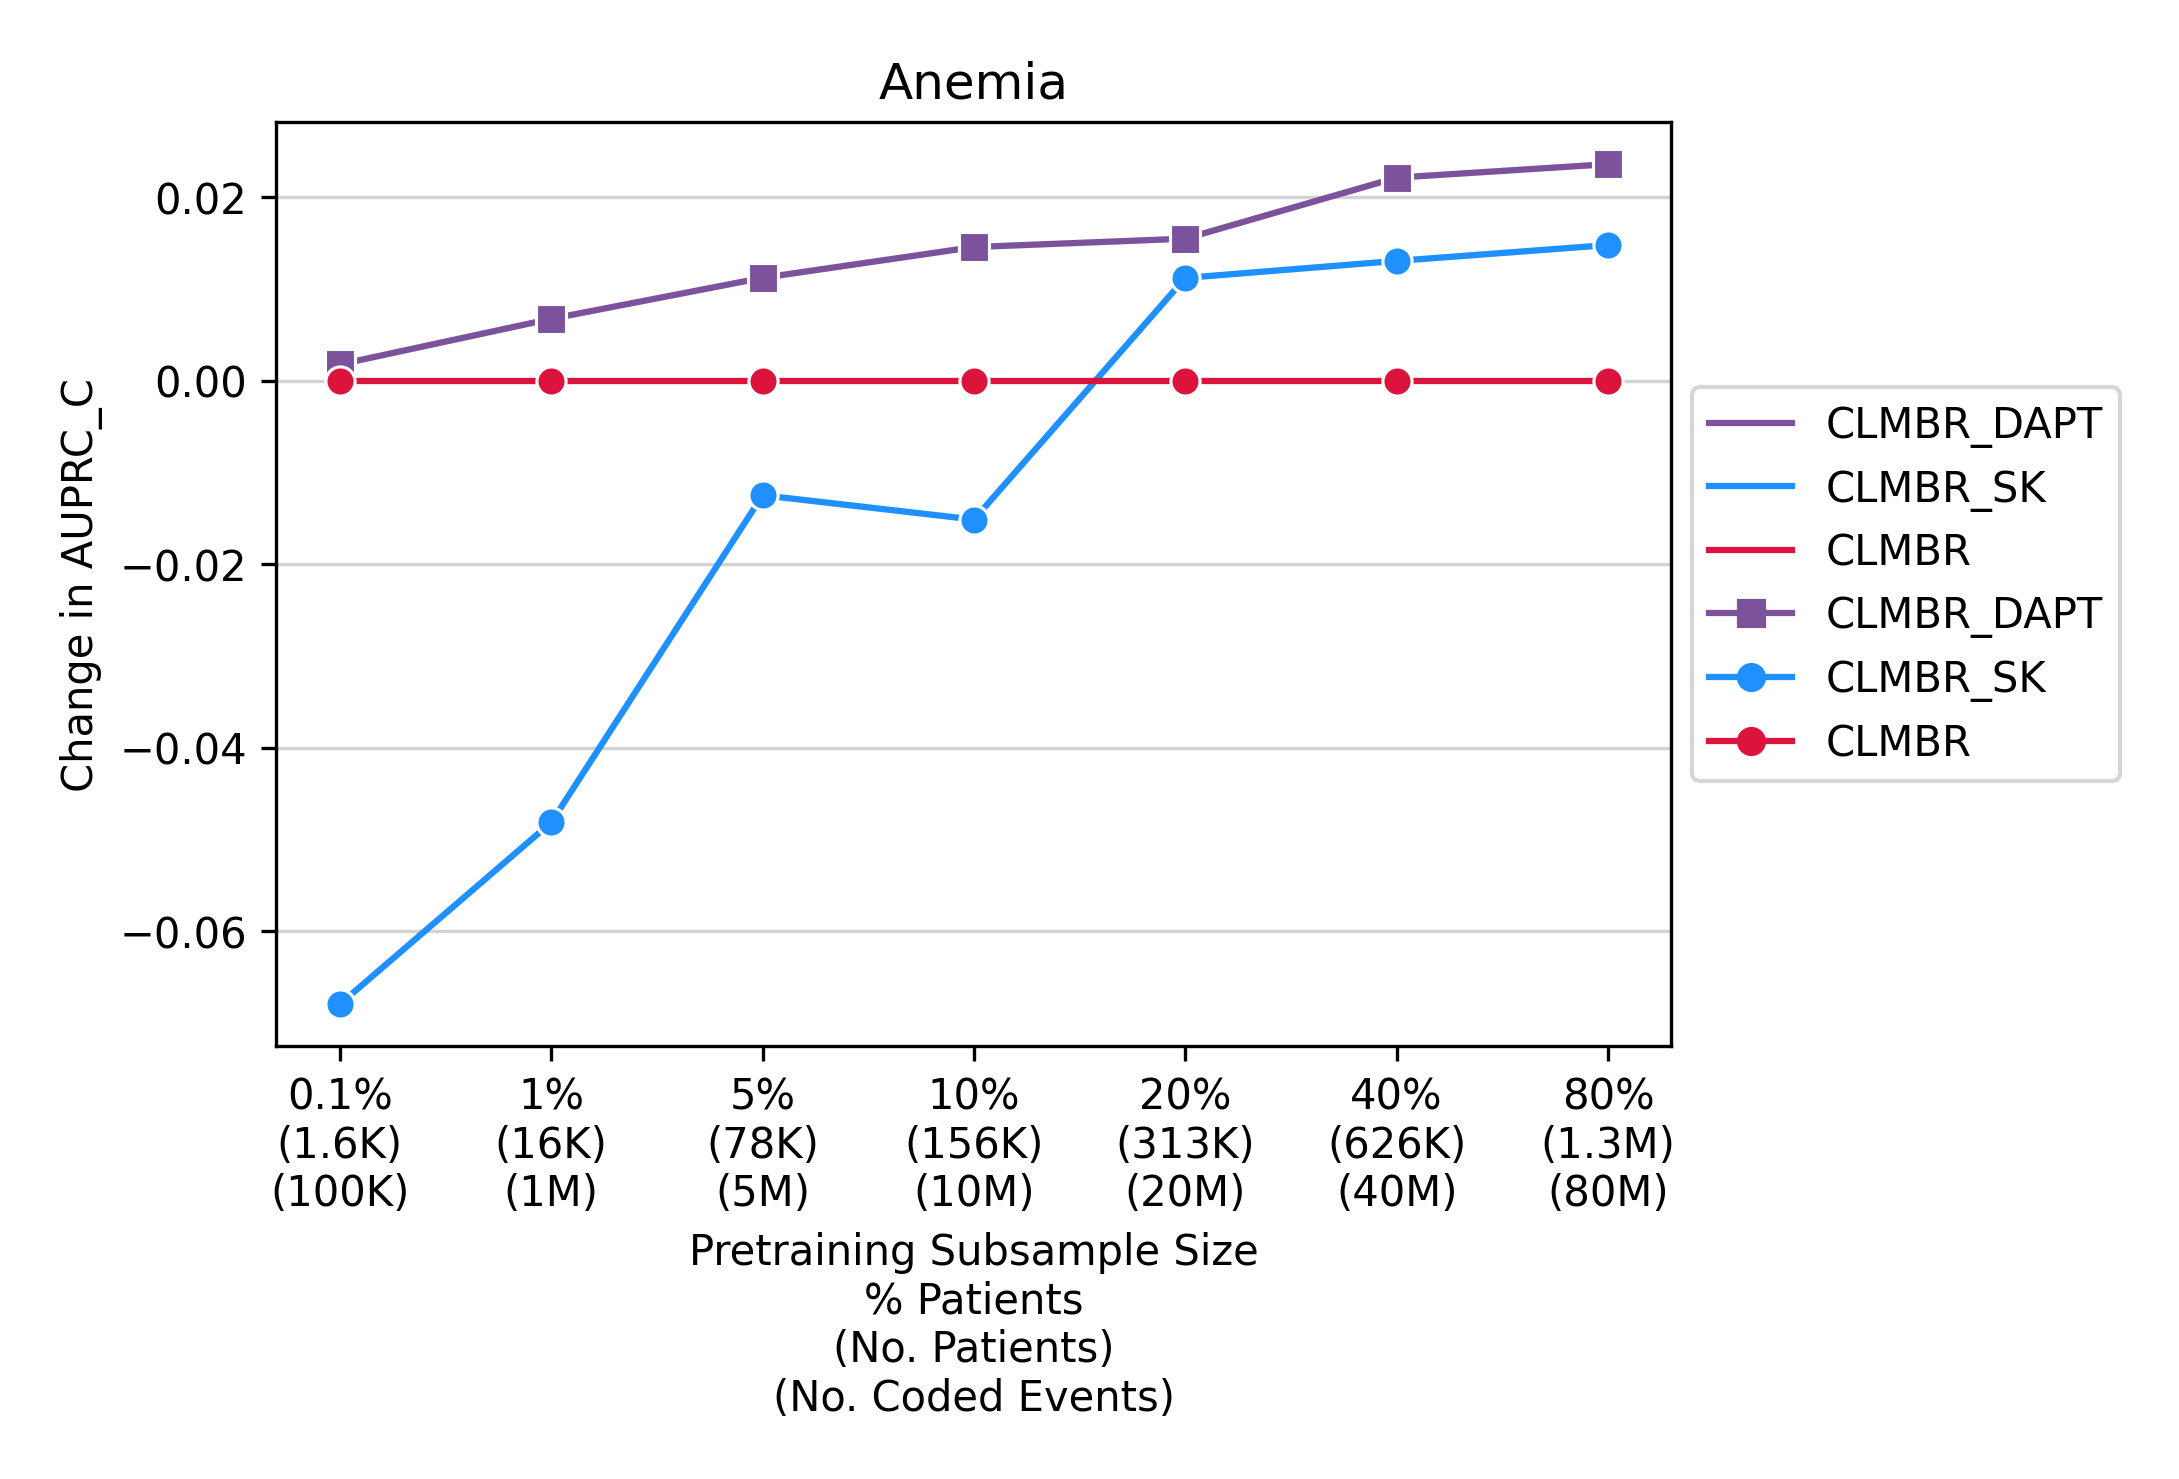 Anemia
Change in AUPRC_C
0.02
0.00
−0.02
−0.04
−0.06
0.1% 1% 5% 10% 20% 40% 80%
(1.6K) (16K) (78K) (156K) (313K) (626K) (1.3M)
(100K) (1M) (5M) (10M) (20M) (40M) (80M)
Pretraining Subsample Size
% Patients
(No. Patients)
(No. Coded Events)
CLMBR_DAPT
CLMBR_SK
CLMBR
CLMBR_DAPT
CLMBR_SK
CLMBR